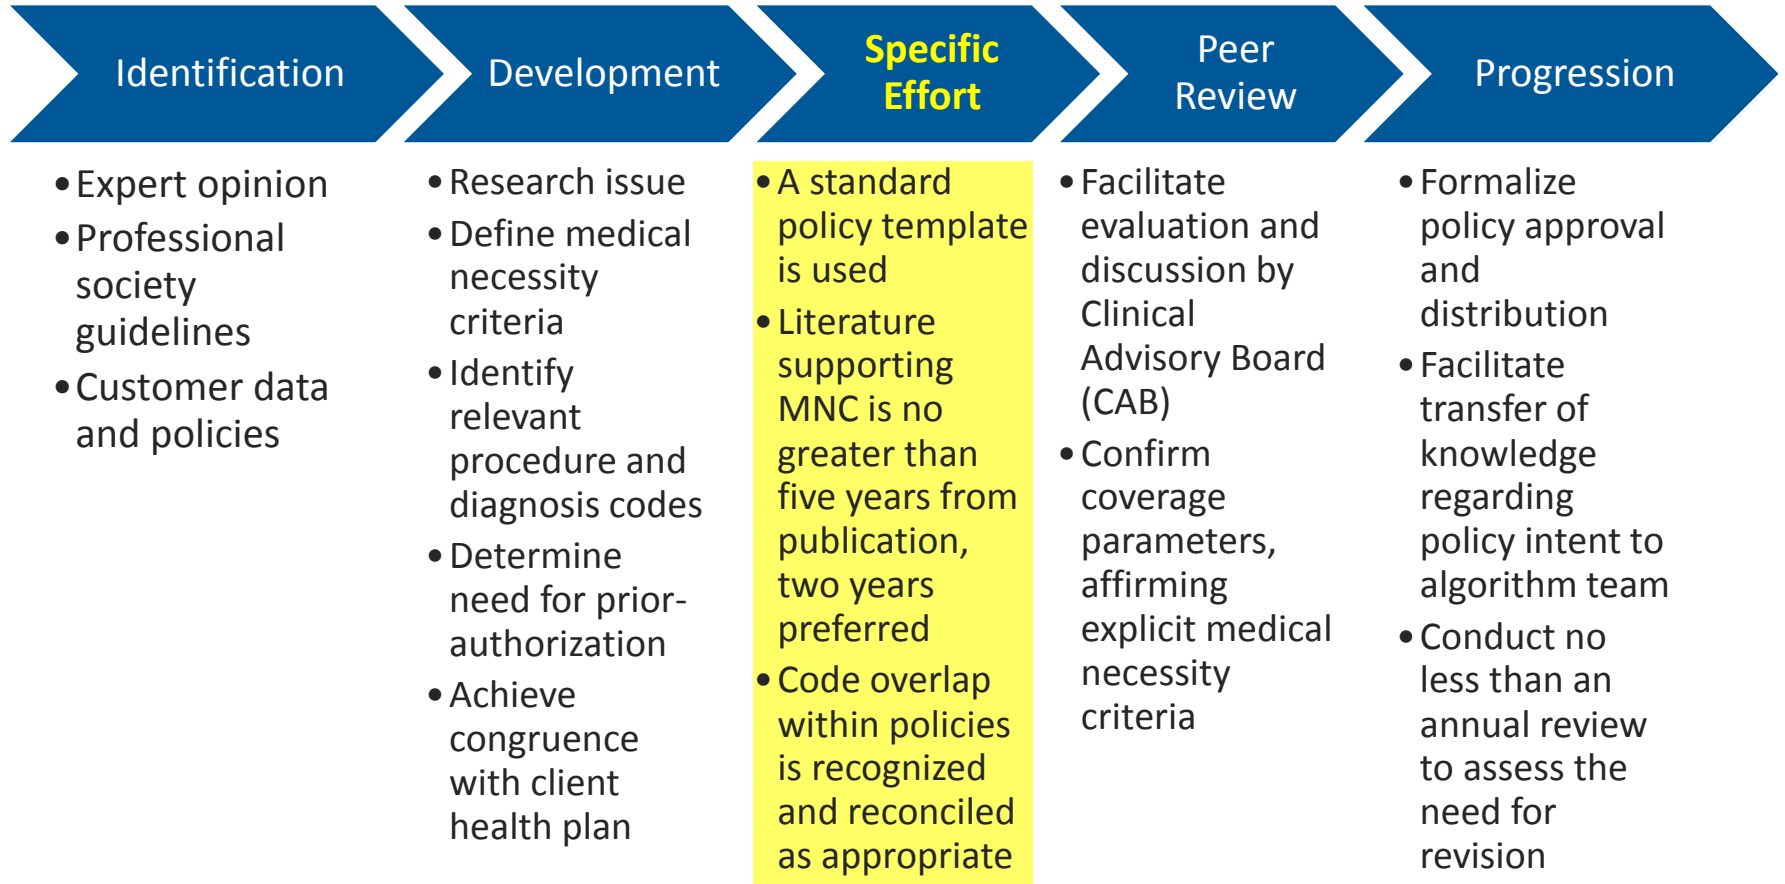 Identification
Development
Specific
Effort
Peer
Review
Progression
•Expert opinion
•Professional
society
guidelines
•Customer data
and policies
•Research issue
•Define medical
necessity
criteria
•Identify
relevant
procedure and
diagnosis codes
•Determine
need for prior-
authorization
•Achieve
congruence
with client
health plan
•A standard
policy template
is used
•Literature
supporting
MNC is no
greater than
five years from
publication,
two years
preferred
•Code overlap
within policies
is recognized
and reconciled
as appropriate
•Facilitate
evaluation and
discussion by
Clinical
Advisory Board
(CAB)
•Confirm
coverage
parameters,
affirming
explicit medical
necessity
criteria
•Formalize
policy approval
and
distribution
•Facilitate
transfer of
knowledge
regarding
policy intent to
algorithm team
•Conduct no
less than an
annual review
to assess the
need for
revision